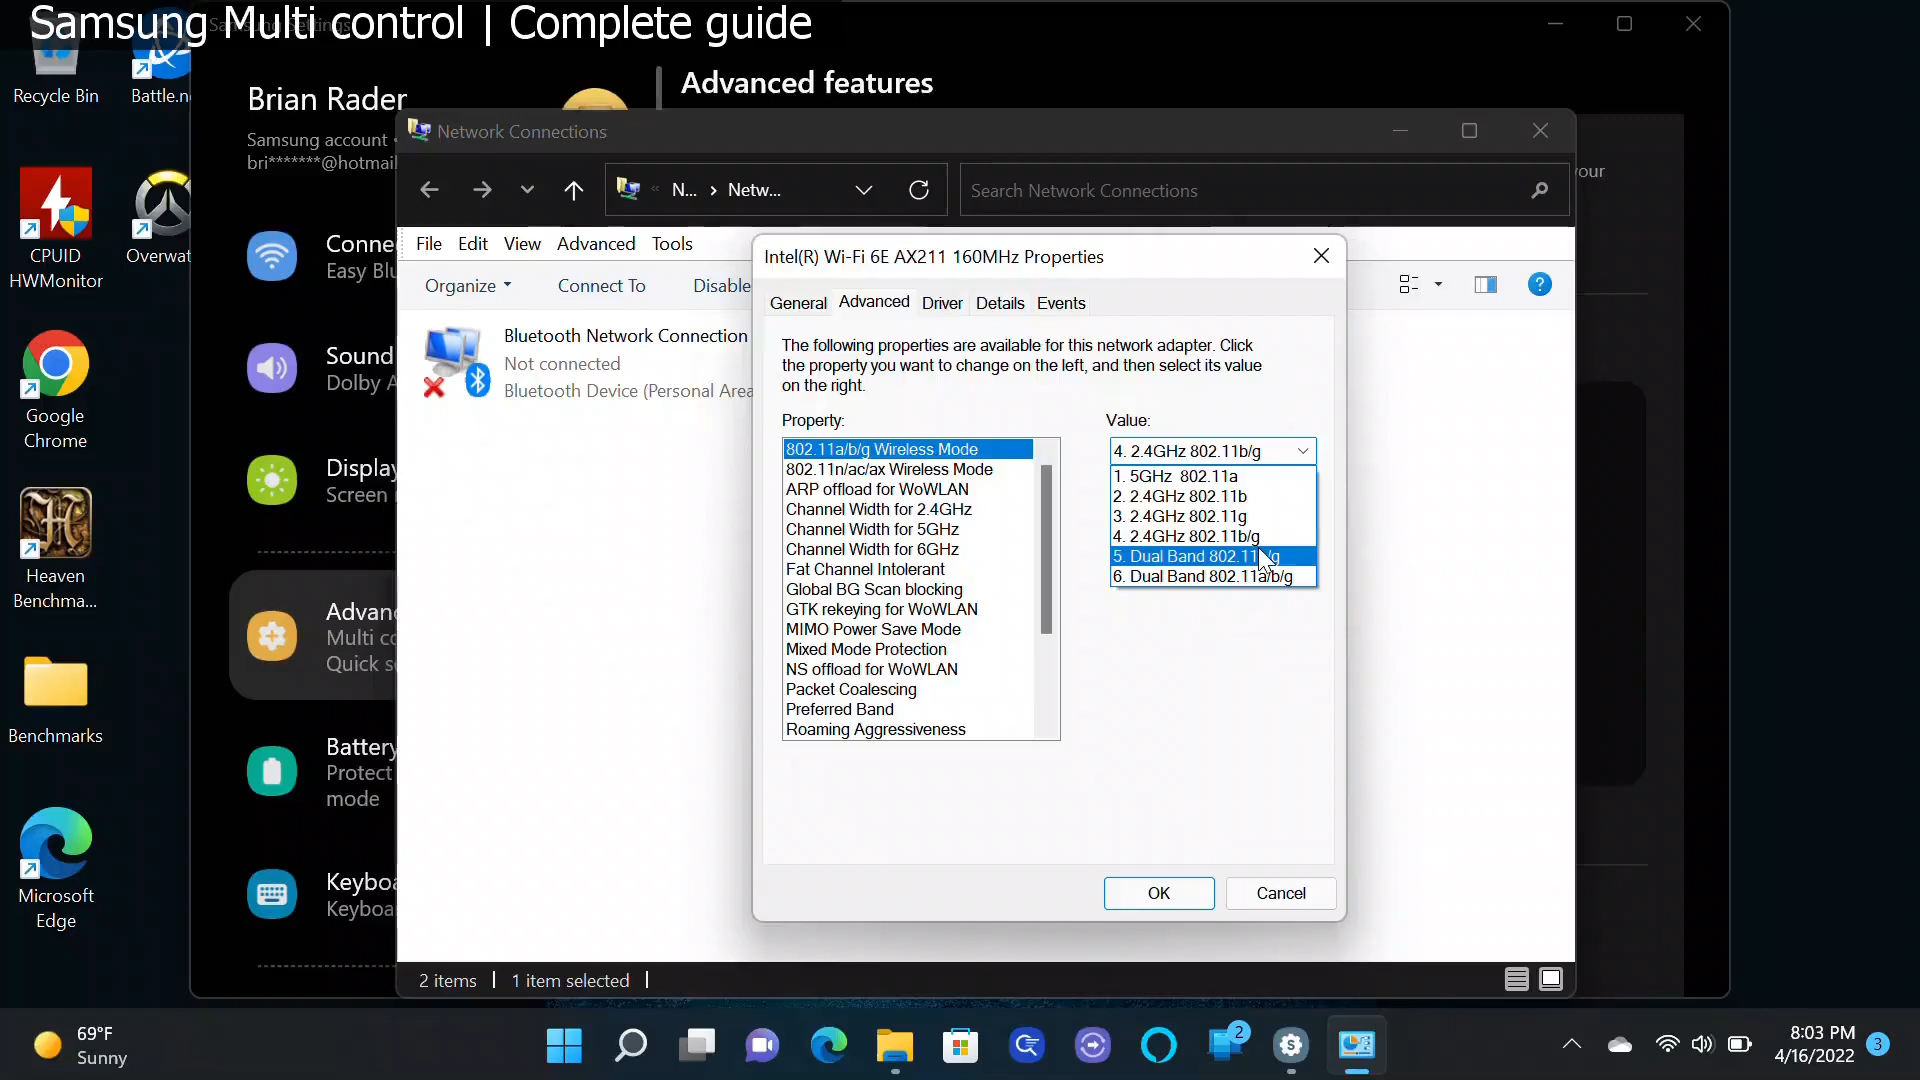 Samsung Multi control | Complete guide
Samsung Settings
Recycle Bin
Battle.n
CPUID
HWMonitor
Overwat
Google
Chrome
Heaven
Benchma...
Benchmarks
Microsoft
Edge
Brian Rader
Samsung account
bri*******@hotmail
Conne
Easy Blu
Sound
Dolby A
Display
Screen
Advan
Multi co
Quick se
Battery
Protect
mode
Keyboa
Keyboa
Advanced features
your
Network Connections
« N... > Netw...
Search Network Connections
File Edit View Advanced Tools
Organize Connect To Disable
Bluetooth Network Connection
Not connected
Bluetooth Device (Personal Area
2 items | 1 item selected |
Intel(R) Wi-Fi 6E AX211 160MHz Properties
General Advanced Driver Details Events
The following properties are available for this network adapter. Click
the property you want to change on the left, and then select its value
on the right.
Property:
802.11a/b/g Wireless Mode
802.11n/ac/ax Wireless Mode
ARP offload for WoWLAN
Channel Width for 2.4GHz
Channel Width for 5GHz
Channel Width for 6GHz
Fat Channel Intolerant
Global BG Scan blocking
GTK rekeying for WoWLAN
MIMO Power Save Mode
Mixed Mode Protection
NS offload for WoWLAN
Packet Coalescing
Preferred Band
Roaming Aggressiveness
Value:
4. 2.4GHz 802.11b/g
1. 5GHz 802.11a
2. 2.4GHz 802.11b
3. 2.4GHz 802.11g
4. 2.4GHz 802.11b/g
5. Dual Band
6. Dual Band 802.11a/b/g
OK Cancel
69°F
Sunny
2
8:03 PM
4/16/2022
3